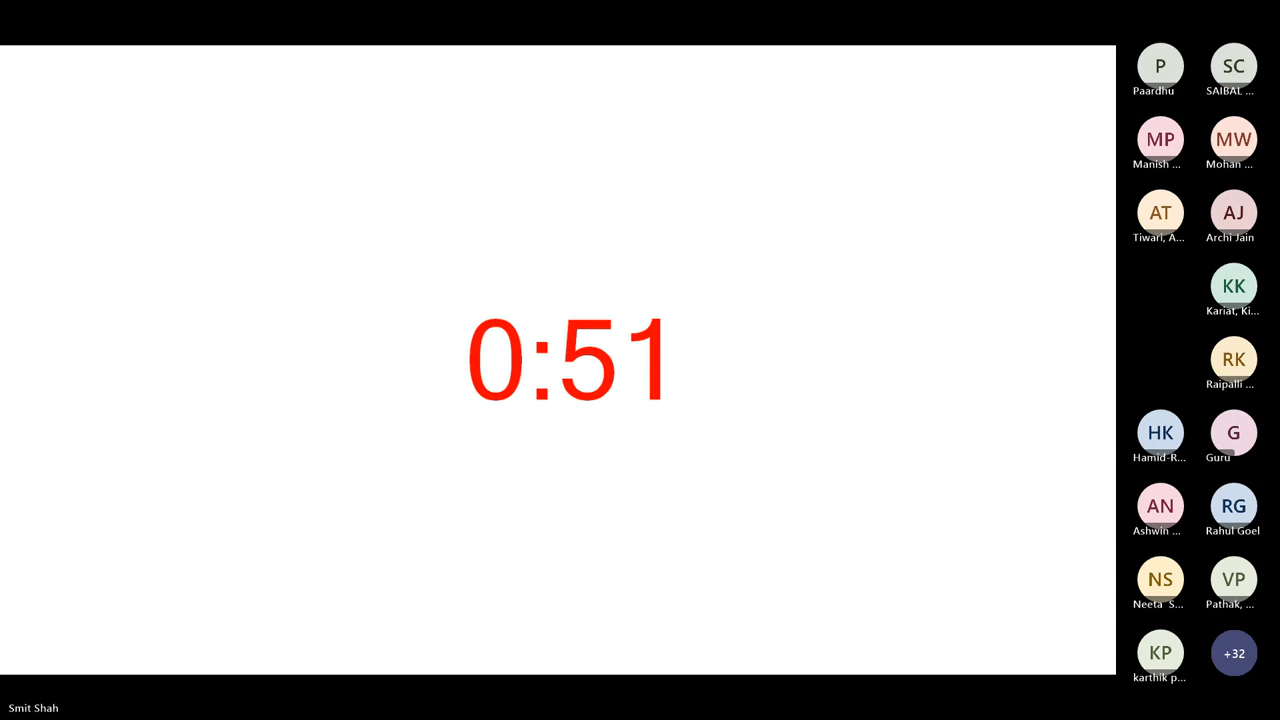 P
SC
Paardhu
SAIBAL ...
MP
MW
Manish ...
Mohan ...
AT
AJ
Tiwari, A...
Archi Jain
KK
Kariat, Ki...
RK
Raipalli ...
0:51
HK
G
Hamid-R...
Guru
AN
RG
Ashwin ...
Rahul Goel
NS
VP
Neeta S...
Pathak, ...
KP
+32
karthik p...
Smit Shah